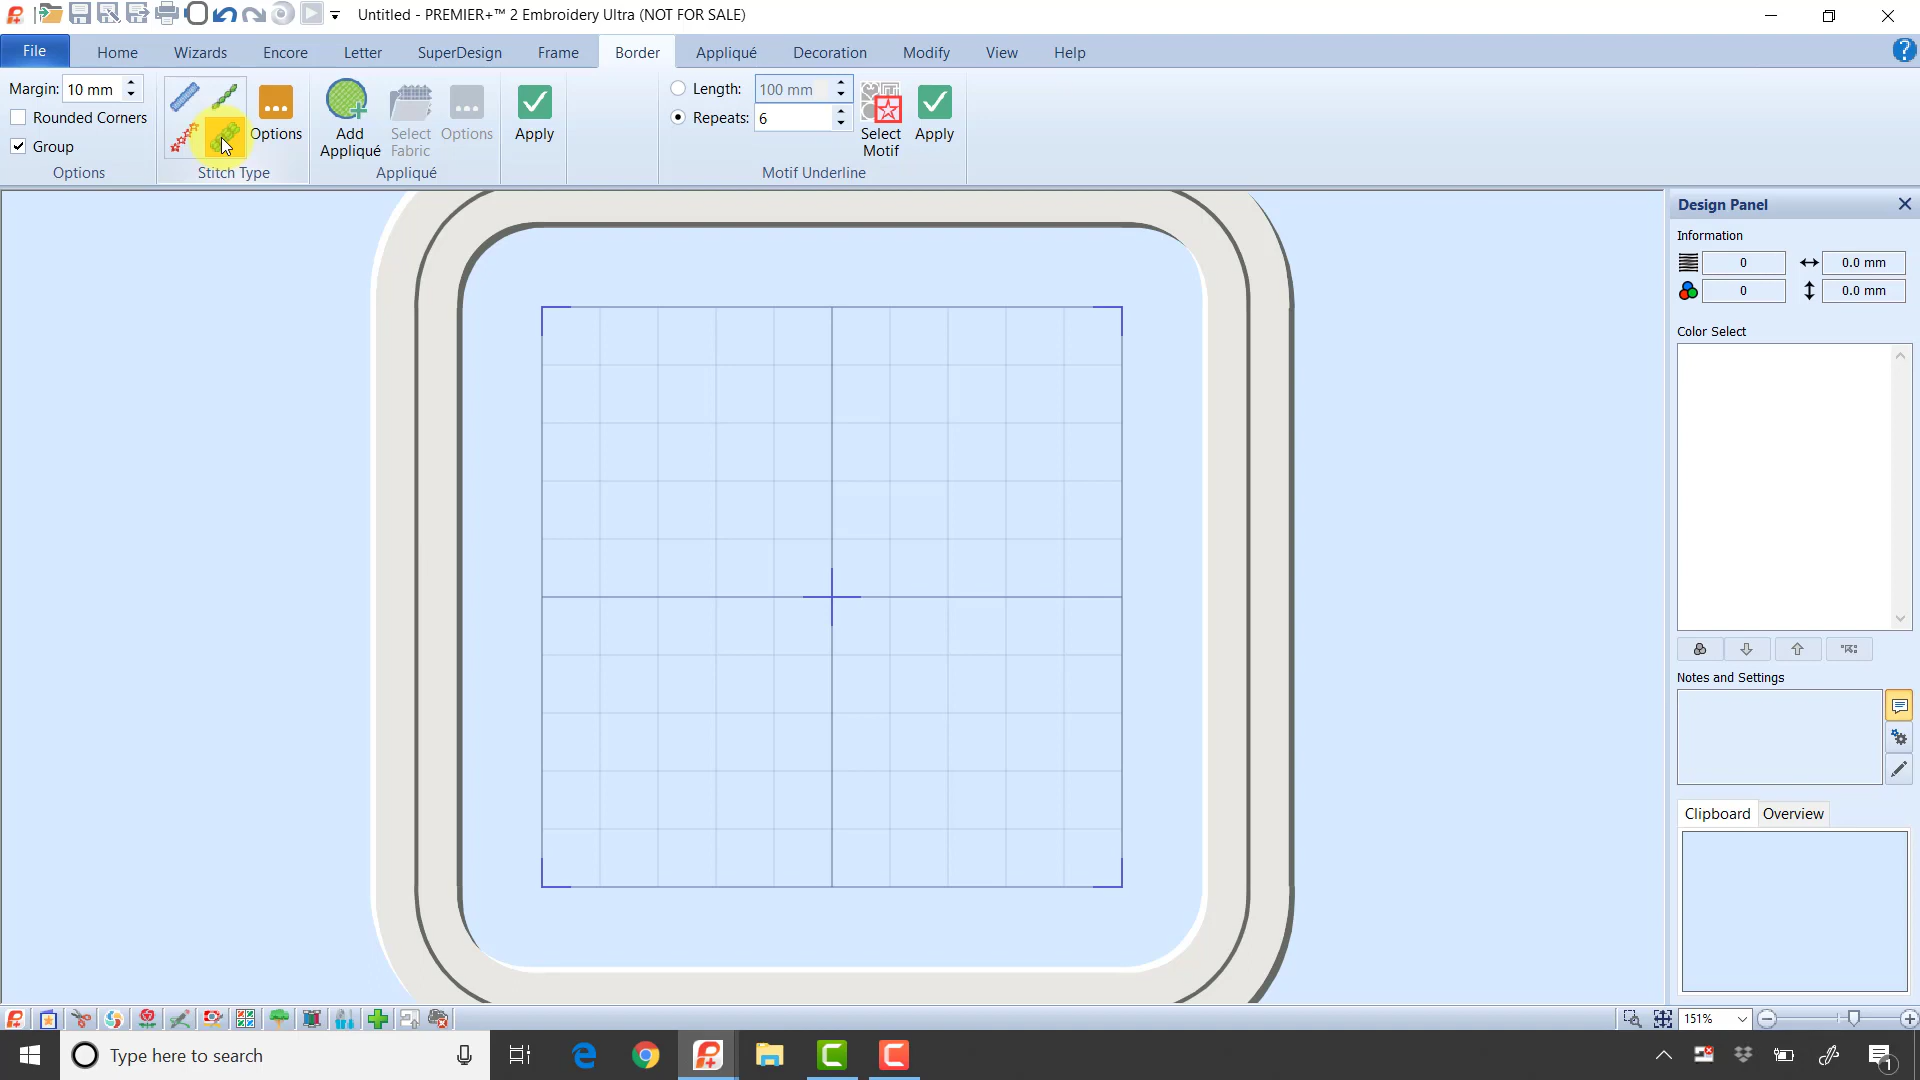 Untitled - PREMIER+™ 2 Embroidery Ultra (NOT FOR SALE)
File Home Wizards Encore Letter SuperDesign Frame Border Appliqué Decoration Modify View Help
Margin: 10 mm
Rounded Corners
Group
Options
Options
Stitch Type
Add Appliqué
Select Fabric
Options
Appliqué
Apply
Length: 100 mm
Repeats: 6
Select Motif
Apply
Motif Underline
Design Panel
Information
0 0.0 mm
0 0.0 mm
Color Select
Notes and Settings
Clipboard Overview
151%
Type here to search
1